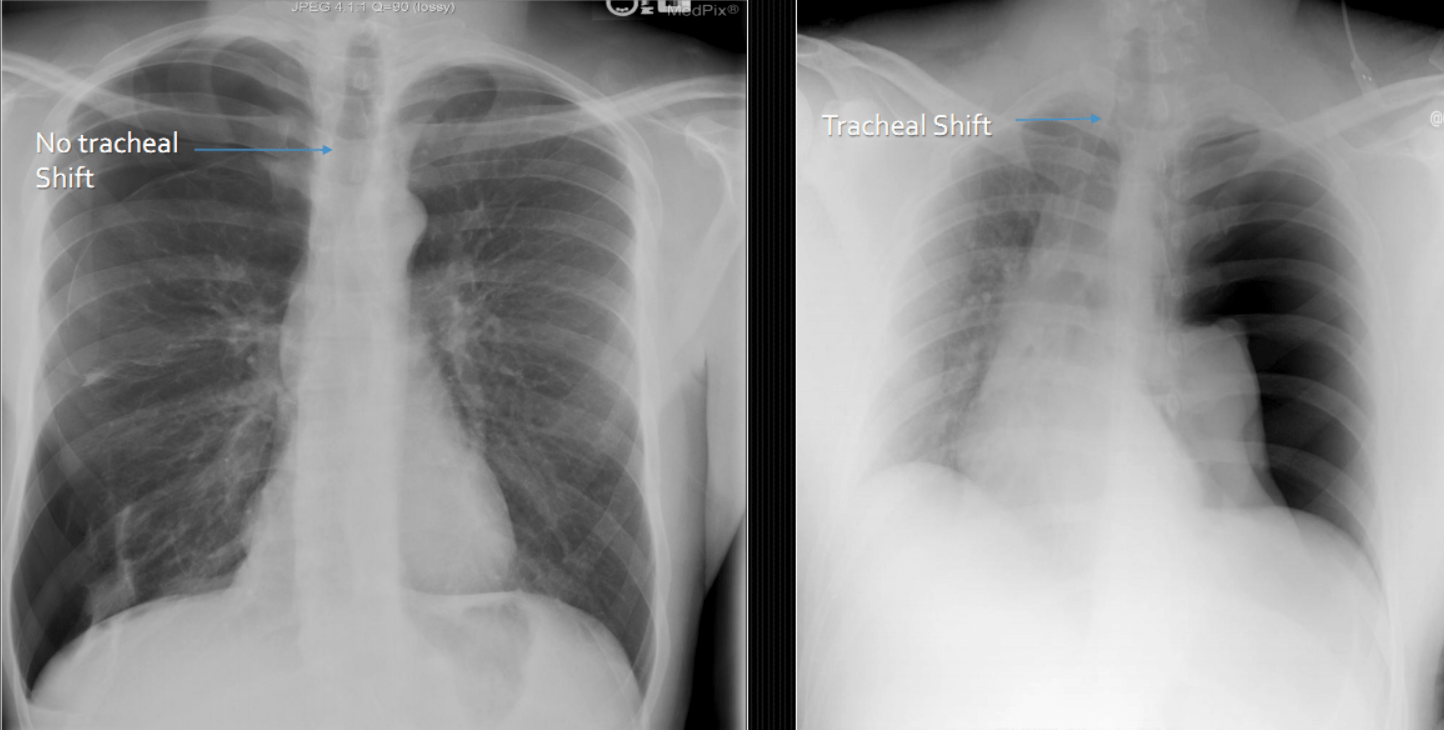 JPEG 4.1:1 Q=90 (lossy)
MedPix®
No tracheal
Shift
Tracheal Shift
@